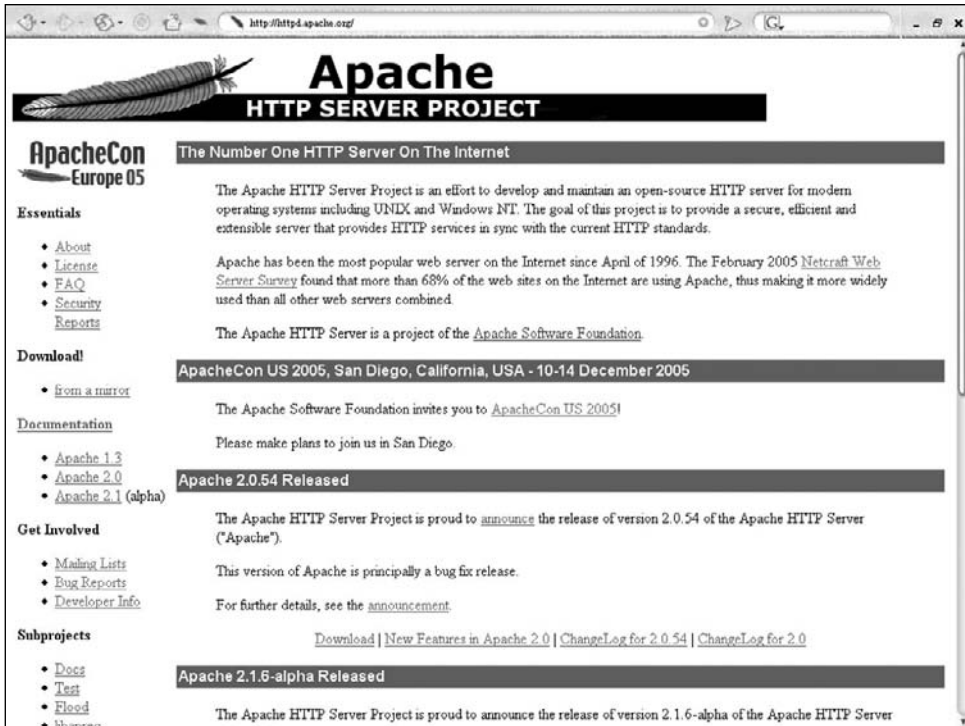 http://httpd.apache.org/
G
Apache
HTTP SERVER PROJECT
ApacheCon
Europe 05
Essentials
About
License
FAQ
Security
Reports
Download!
from a mirror
Documentation
Apache 1.3
Apache 2.0
Apache 2.1 (alpha)
Get Involved
Mailing Lists
Bug Reports
Developer Info
Subprojects
Docs
Test
Flood
The Number One HTTP Server On The Internet
The Apache HTTP Server Project is an effort to develop and maintain an open-source HTTP server for modern
operating systems including UNIX and Windows NT. The goal of this project is to provide a secure, efficient and
extensible server that provides HTTP services in sync with the current HTTP standards.
Apache has been the most popular web server on the Internet since April of 1996. The February 2005 Netcraft Web
Server Survey found that more than 68% of the web sites on the Internet are using Apache, thus making it more widely
used than all other web servers combined.
The Apache HTTP Server is a project of the Apache Software Foundation.
ApacheCon US 2005, San Diego, California, USA - 10-14 December 2005
The Apache Software Foundation invites you to ApacheCon US 2005!
Please make plans to join us in San Diego.
Apache 2.0.54 Released
The Apache HTTP Server Project is proud to announce the release of version 2.0.54 of the Apache HTTP Server
("Apache").
This version of Apache is principally a bug fix release.
For further details, see the announcement.
Download | New Features in Apache 2.0 | ChangeLog for 2.0.54 | ChangeLog for 2.0
Apache 2.1.6-alpha Released
The Apache HTTP Server Project is proud to announce the release of version 2.1.6-alpha of the Apache HTTP Server